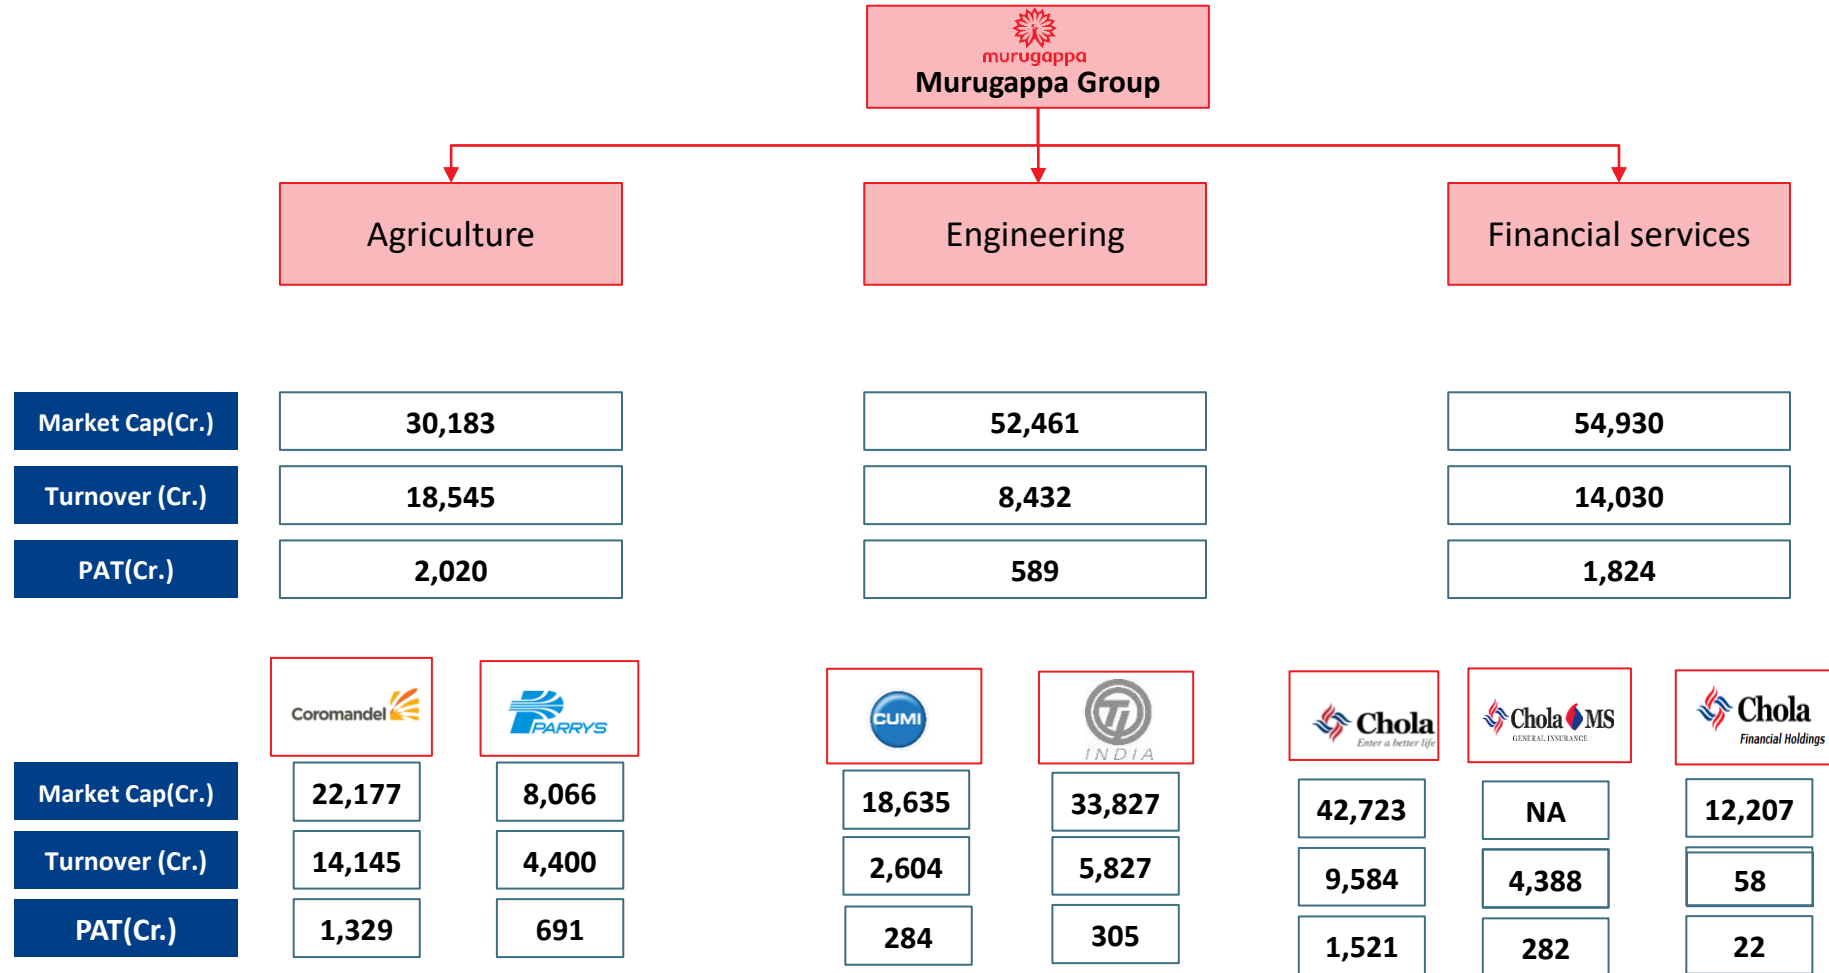 murugappa
Murugappa Group
Agriculture
Engineering
Financial services
Market Cap(Cr.)
30,183
52,461
54,930
Turnover (Cr.)
18,545
8,432
14,030
PAT(Cr.)
2,020
589
1,824
Coromandel
PARRYS
CUMI
TI
INDIA
Chola
Enter a better life
Chola MS
GENERAL INSURANCE
Chola
Financial Holdings
Market Cap(Cr.)
22,177
8,066
18,635
33,827
42,723
NA
12,207
Turnover (Cr.)
14,145
4,400
2,604
5,827
9,584
4,388
58
PAT(Cr.)
1,329
691
284
305
1,521
282
22